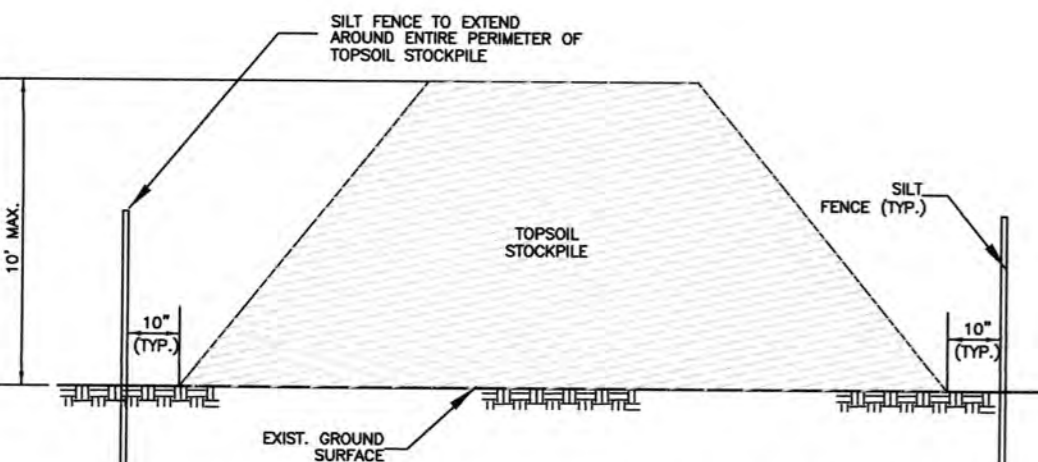 SILT FENCE TO EXTEND
AROUND ENTIRE PERIMETER OF
TOPSOIL STOCKPILE
10' MAX.
SILT
FENCE (TYP.)
TOPSOIL
STOCKPILE
10"
(TYP.)
10"
(TYP.)
EXIST. GROUND
SURFACE